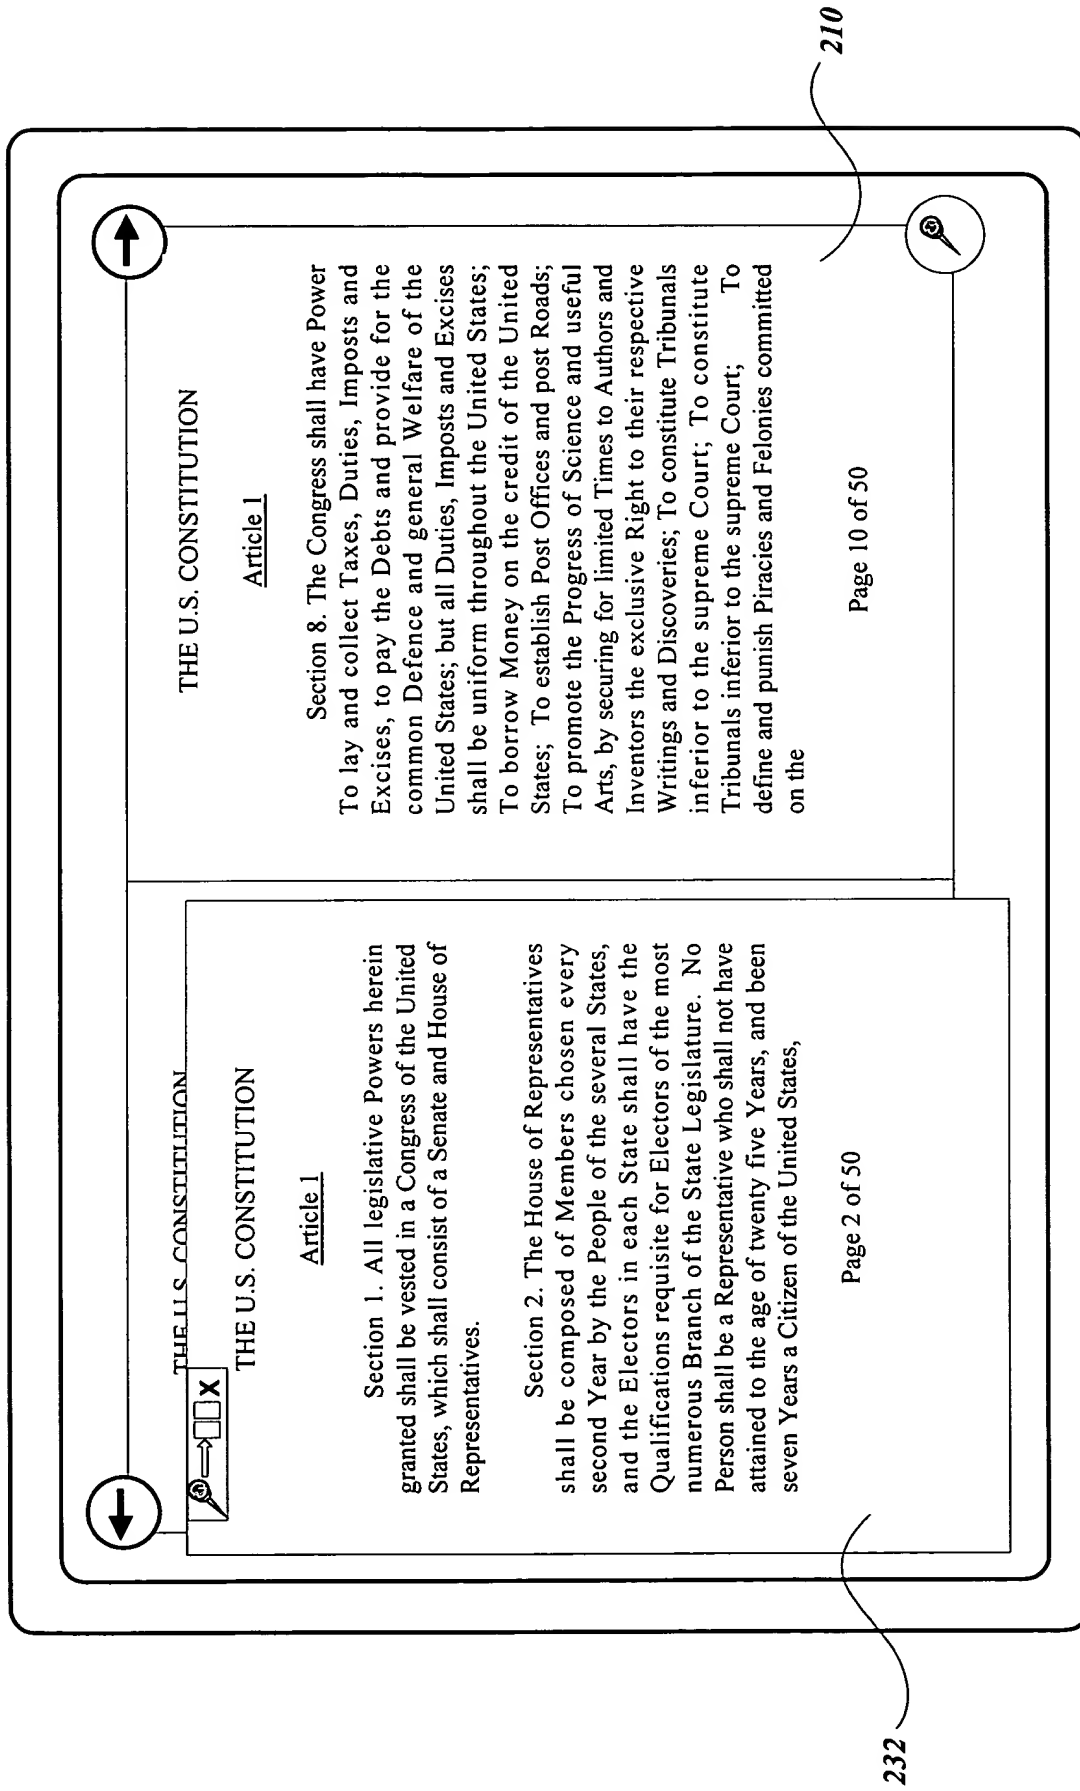 THE U.S. CONSTITUTION
X
THE U.S. CONSTITUTION
Article 1
Section 1. All legislative Powers herein
granted shall be vested in a Congress of the United
States, which shall consist of a Senate and House of
Representatives.
Section 2. The House of Representatives
shall be composed of Members chosen every
second Year by the People of the several States,
and the Electors in each State shall have the
Qualifications requisite for Electors of the most
numerous Branch of the State Legislature. No
Person shall be a Representative who shall not have
attained to the age of twenty five Years, and been
seven Years a Citizen of the United States,
Page 2 of 50
232
THE U.S. CONSTITUTION
Article 1
Section 8. The Congress shall have Power
To lay and collect Taxes, Duties, Imposts and
Excises, to pay the Debts and provide for the
common Defence and general Welfare of the
United States; but all Duties, Imposts and Excises
shall be uniform throughout the United States;
To borrow Money on the credit of the United
States; To establish Post Offices and post Roads;
To promote the Progress of Science and useful
Arts, by securing for limited Times to Authors and
Inventors the exclusive Right to their respective
Writings and Discoveries; To constitute Tribunals
inferior to the supreme Court; To constitute
Tribunals inferior to the supreme Court; To
define and punish Piracies and Felonies committed
on the
Page 10 of 50
210